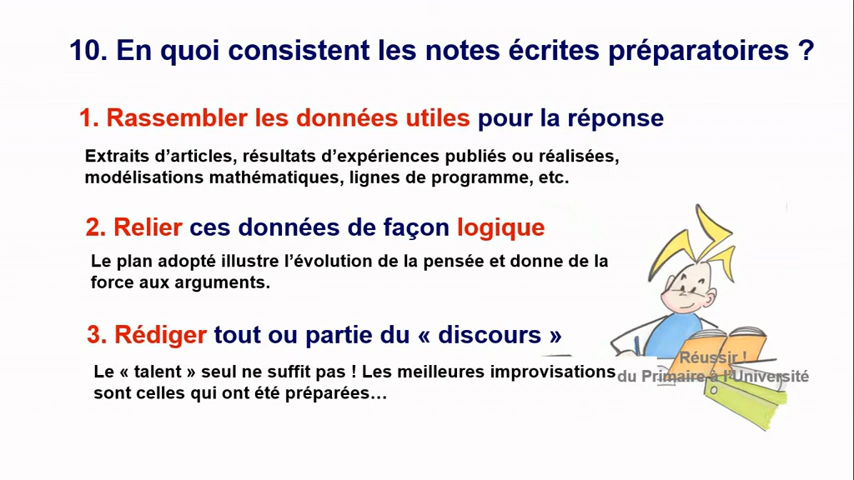 10. En quoi consistent les notes écrites préparatoires ?
1. Rassembler les données utiles pour la réponse
Extraits d’articles, résultats d’expériences publiés ou réalisées,
modélisations mathématiques, lignes de programme, etc.
2. Relier ces données de façon logique
Le plan adopté illustre l’évolution de la pensée et donne de la
force aux arguments.
3. Rédiger tout ou partie du « discours »
Le « talent » seul ne suffit pas ! Les meilleures improvisations
sont celles qui ont été préparées…
Réussir !
du Primaire à l’Université